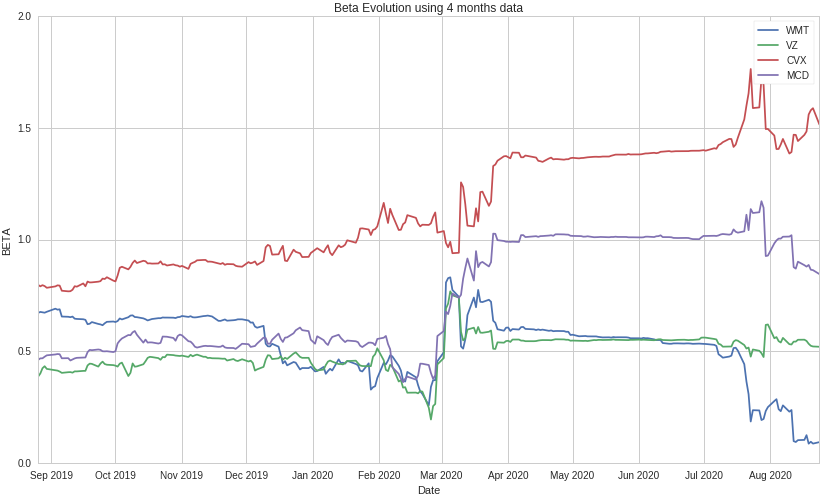 Beta Evolution using 4 months data
2.0
1.5
1.0
0.5
0.0
BETA
WMT
VZ
CVX
MCD
Sep 2019 Oct 2019 Nov 2019 Dec 2019 Jan 2020 Feb 2020 Mar 2020 Apr 2020 May 2020 Jun 2020 Jul 2020 Aug 2020
Date